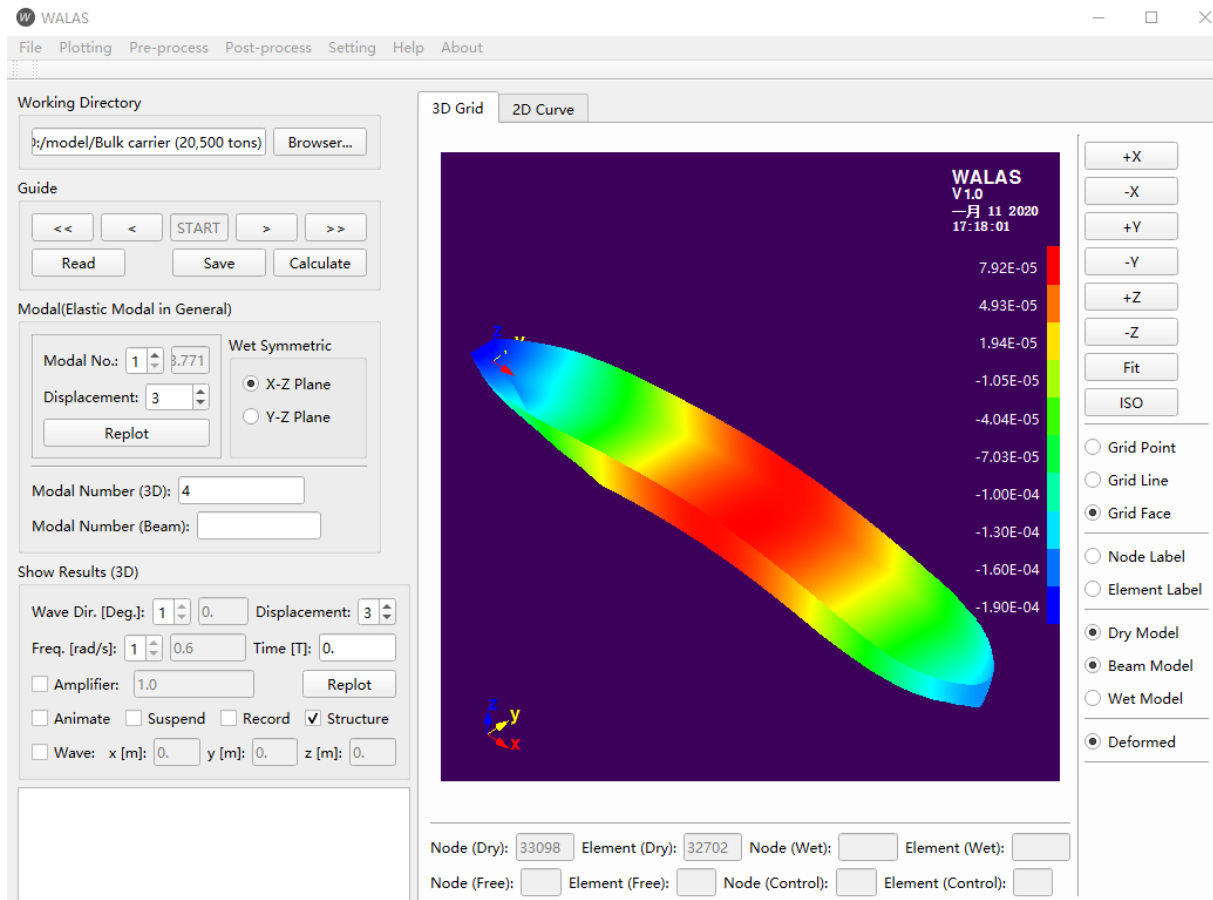 WALAS
File Plotting Pre-process Post-process Setting Help About
Working Directory
):/model/Bulk carrier (20,500 tons) Browser...
Guide
<< < START > >>
Read Save Calculate
Modal(Elastic Modal in General)
Modal No.: 1 3.771
Displacement: 3
Replot
Wet Symmetric
X-Z Plane
Y-Z Plane
Modal Number (3D): 4
Modal Number (Beam):
Show Results (3D)
Wave Dir. [Deg.]: 1 0. Displacement: 3
Freq. [rad/s]: 1 0.6 Time [T]: 0.
Amplifier: 1.0 Replot
Animate Suspend Record Structure
Wave: x [m]: 0. y [m]: 0. z [m]: 0.
3D Grid 2D Curve
WALAS
V1.0
一月 11 2020
17:18:01
7.92E-05
4.93E-05
1.94E-05
-1.05E-05
-4.04E-05
-7.03E-05
-1.00E-04
-1.30E-04
-1.60E-04
-1.90E-04
z
y
z
y
x
+X
-X
+Y
-Y
+Z
-Z
Fit
ISO
Grid Point
Grid Line
Grid Face
Node Label
Element Label
Dry Model
Beam Model
Wet Model
Deformed
Node (Dry): 33098 Element (Dry): 32702 Node (Wet): Element (Wet):
Node (Free): Element (Free): Node (Control): Element (Control):